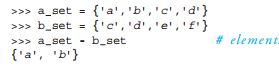 >>> a_set = {'a','b','c','d'}
>>> b_set = {'c','d','e','f'}
>>> a_set - b_set # element
{'a', 'b'}